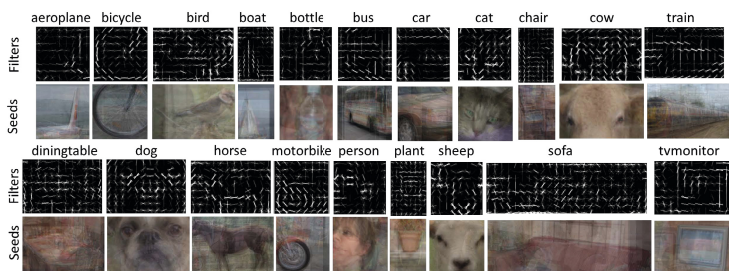 aeroplane bicycle bird boat bottle bus car cat chair cow train
Filters
Seeds
diningtable dog horse motorbike person plant sheep sofa tvmonitor
Filters
Seeds